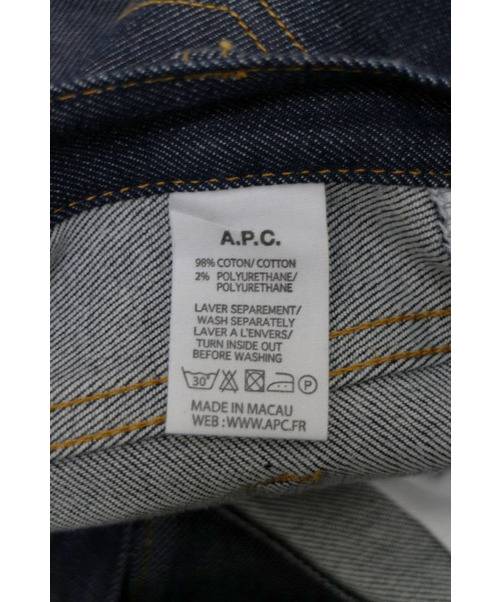 A.P.C.
98% COTON/ COTTON
2% POLYURETHANE/
POLYURETHANE
LAVER SEPAREMENT/
WASH SEPARATELY
LAVER A L'ENVERS/
TURN INSIDE OUT
BEFORE WASHING
30° P
MADE IN MACAU
WEB : WWW.APC.FR